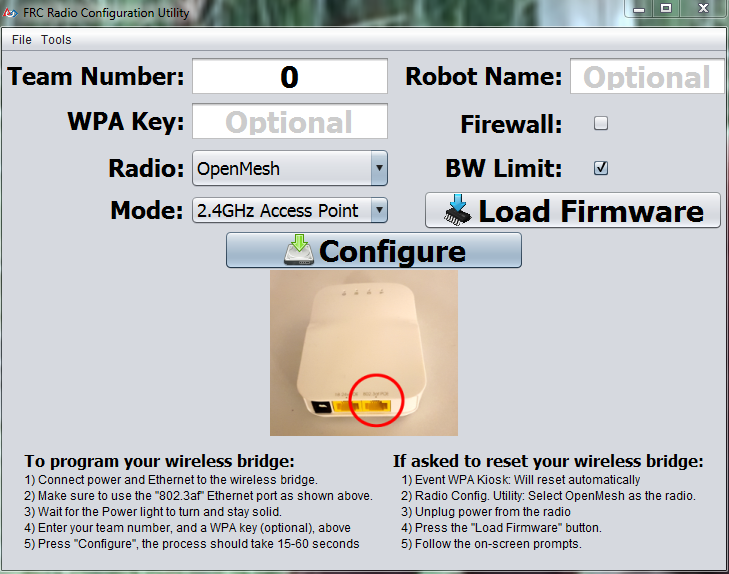 FRC Radio Configuration Utility
File Tools
Team Number: 0 Robot Name: Optional
WPA Key: Optional Firewall:
Radio: OpenMesh BW Limit:
Mode: 2.4GHz Access Point Load Firmware
Configure
To program your wireless bridge:
1) Connect power and Ethernet to the wireless bridge.
2) Make sure to use the "802.3af" Ethernet port as shown above.
3) Wait for the Power light to turn and stay solid.
4) Enter your team number, and a WPA key (optional), above
5) Press "Configure", the process should take 15-60 seconds
If asked to reset your wireless bridge:
1) Event WPA Kiosk: Will reset automatically
2) Radio Config. Utility: Select OpenMesh as the radio.
3) Unplug power from the radio
4) Press the "Load Firmware" button.
5) Follow the on-screen prompts.